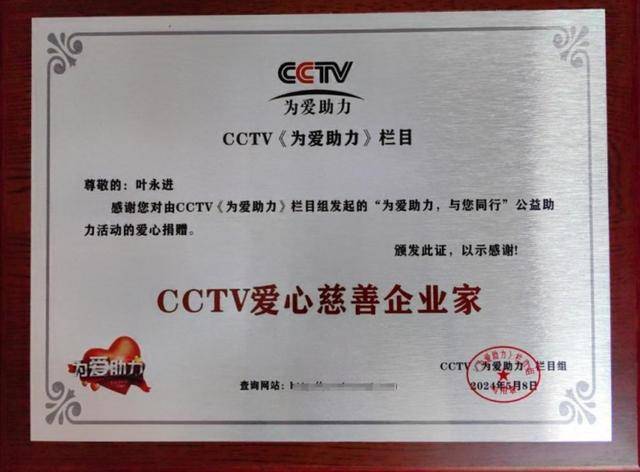 CCTV
为爱助力
CCTV《为爱助力》栏目
尊敬的：叶永进
感谢您对由CCTV《为爱助力》栏目组发起的“为爱助力，与您同行”公益助
力活动的爱心捐赠。
颁发此证，以示感谢！
CCTV爱心慈善企业家
为爱助力
CCTV《为爱助力》栏目组
2024年5月8日
查询网站：